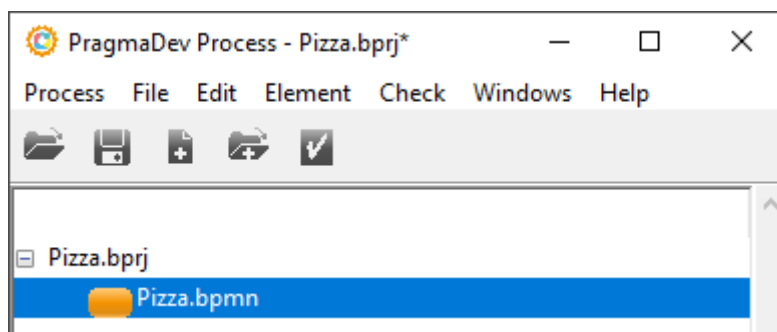 PragmaDev Process - Pizza.bprj*
Process File Edit Element Check Windows Help
Pizza.bprj
Pizza.bpmn